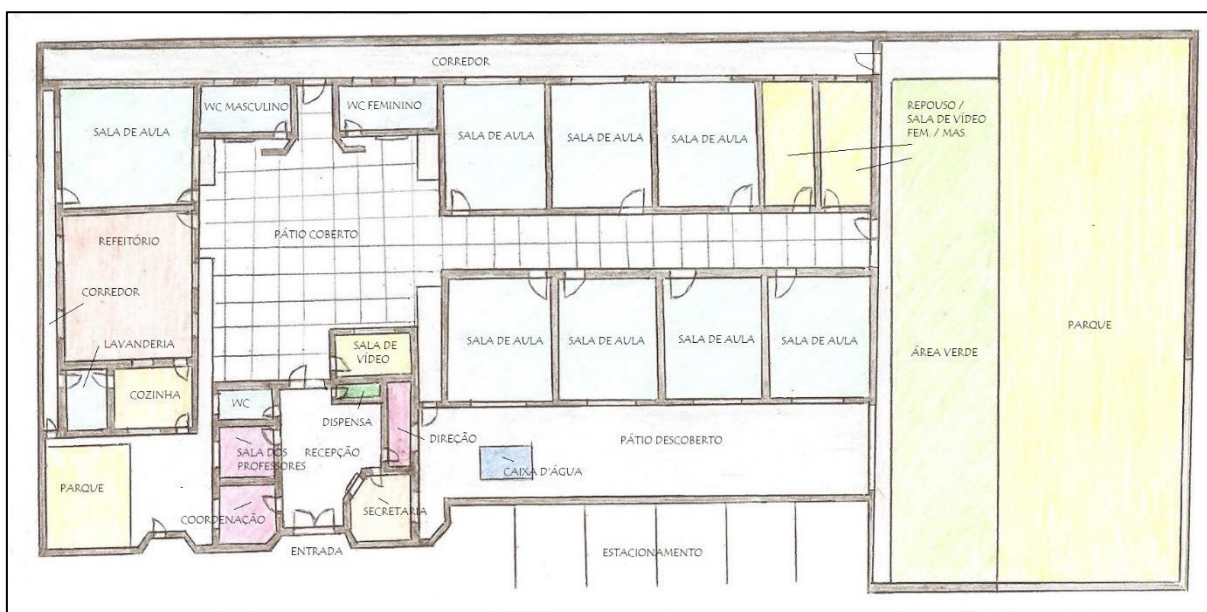 CORREDOR
WC MASCULINO
WC FEMININO
REPOUSO /
SALA DE VÍDEO
FEM. / MAS.
SALA DE AULA
SALA DE AULA
SALA DE AULA
SALA DE AULA
PÁTIO COBERTO
REFEITÓRIO
CORREDOR
LAVANDERIA
PARQUE
SALA DE AULA
SALA DE AULA
SALA DE AULA
SALA DE AULA
SALA DE
VÍDEO
ÁREA VERDE
COZINHA
WC
DISPENSA
DIREÇÃO
PÁTIO DESCOBERTO
SALA DOS
PROFESSORES
RECEPÇÃO
CAIXA D'ÁGUA
PARQUE
COORDENAÇÃO
SECRETARIA
ENTRADA
ESTACIONAMENTO